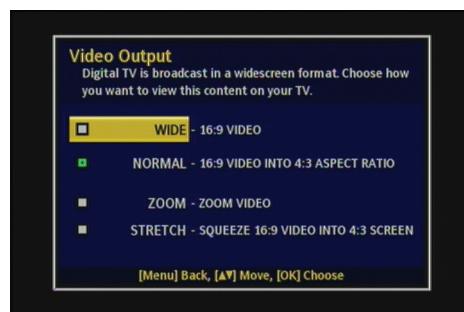 Video Output
Digital TV is broadcast in a widescreen format. Choose how
you want to view this content on your TV.
WIDE - 16:9 VIDEO
NORMAL - 16:9 VIDEO INTO 4:3 ASPECT RATIO
ZOOM - ZOOM VIDEO
STRETCH - SQUEEZE 16:9 VIDEO INTO 4:3 SCREEN
[Menu] Back, [▲▼] Move, [OK] Choose